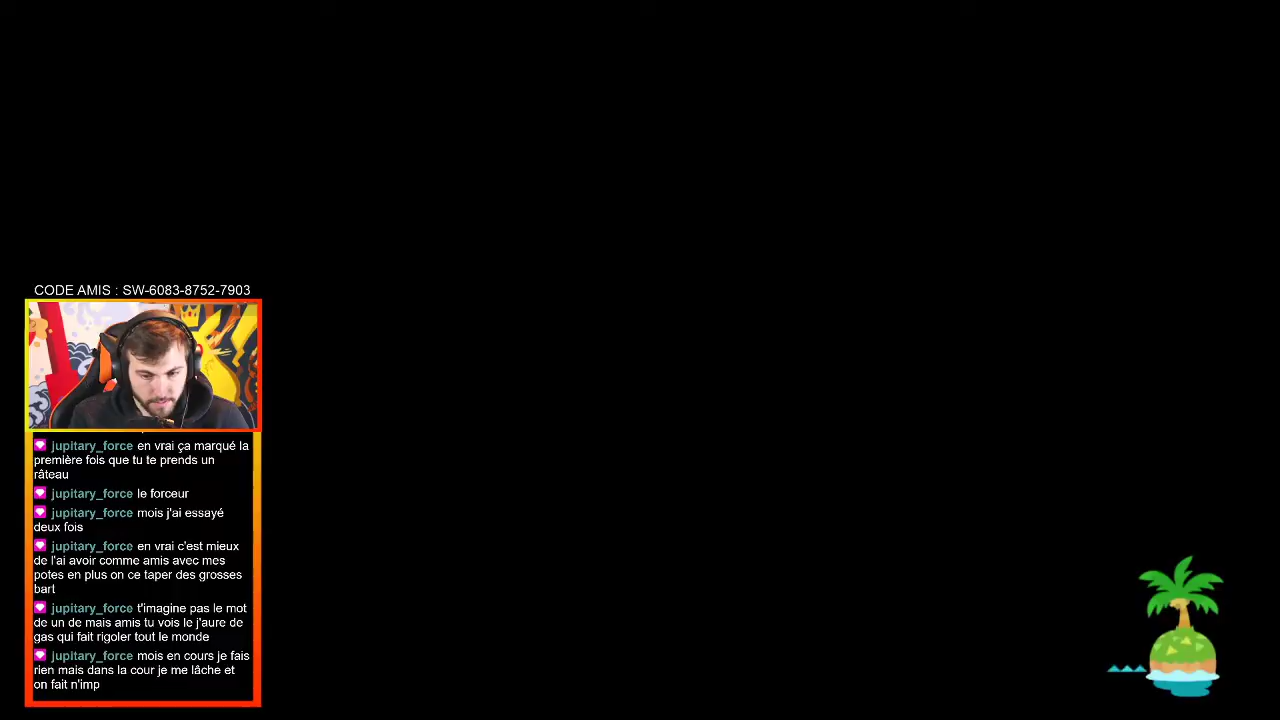 CODE AMIS : SW-6083-8752-7903
jupitary_force en vrai ça marqué la
première fois que tu te prends un
râteau
jupitary_force le forceur
jupitary_force mois j'ai essayé
deux fois
jupitary_force en vrai c'est mieux
de l'ai avoir comme amis avec mes
potes en plus on ce taper des grosses
bart
jupitary_force t'imagine pas le mot
de un de mais amis tu vois le j'aure de
gas qui fait rigoler tout le monde
jupitary_force mois en cours je fais
rien mais dans la cour je me lâche et
on fait n'imp